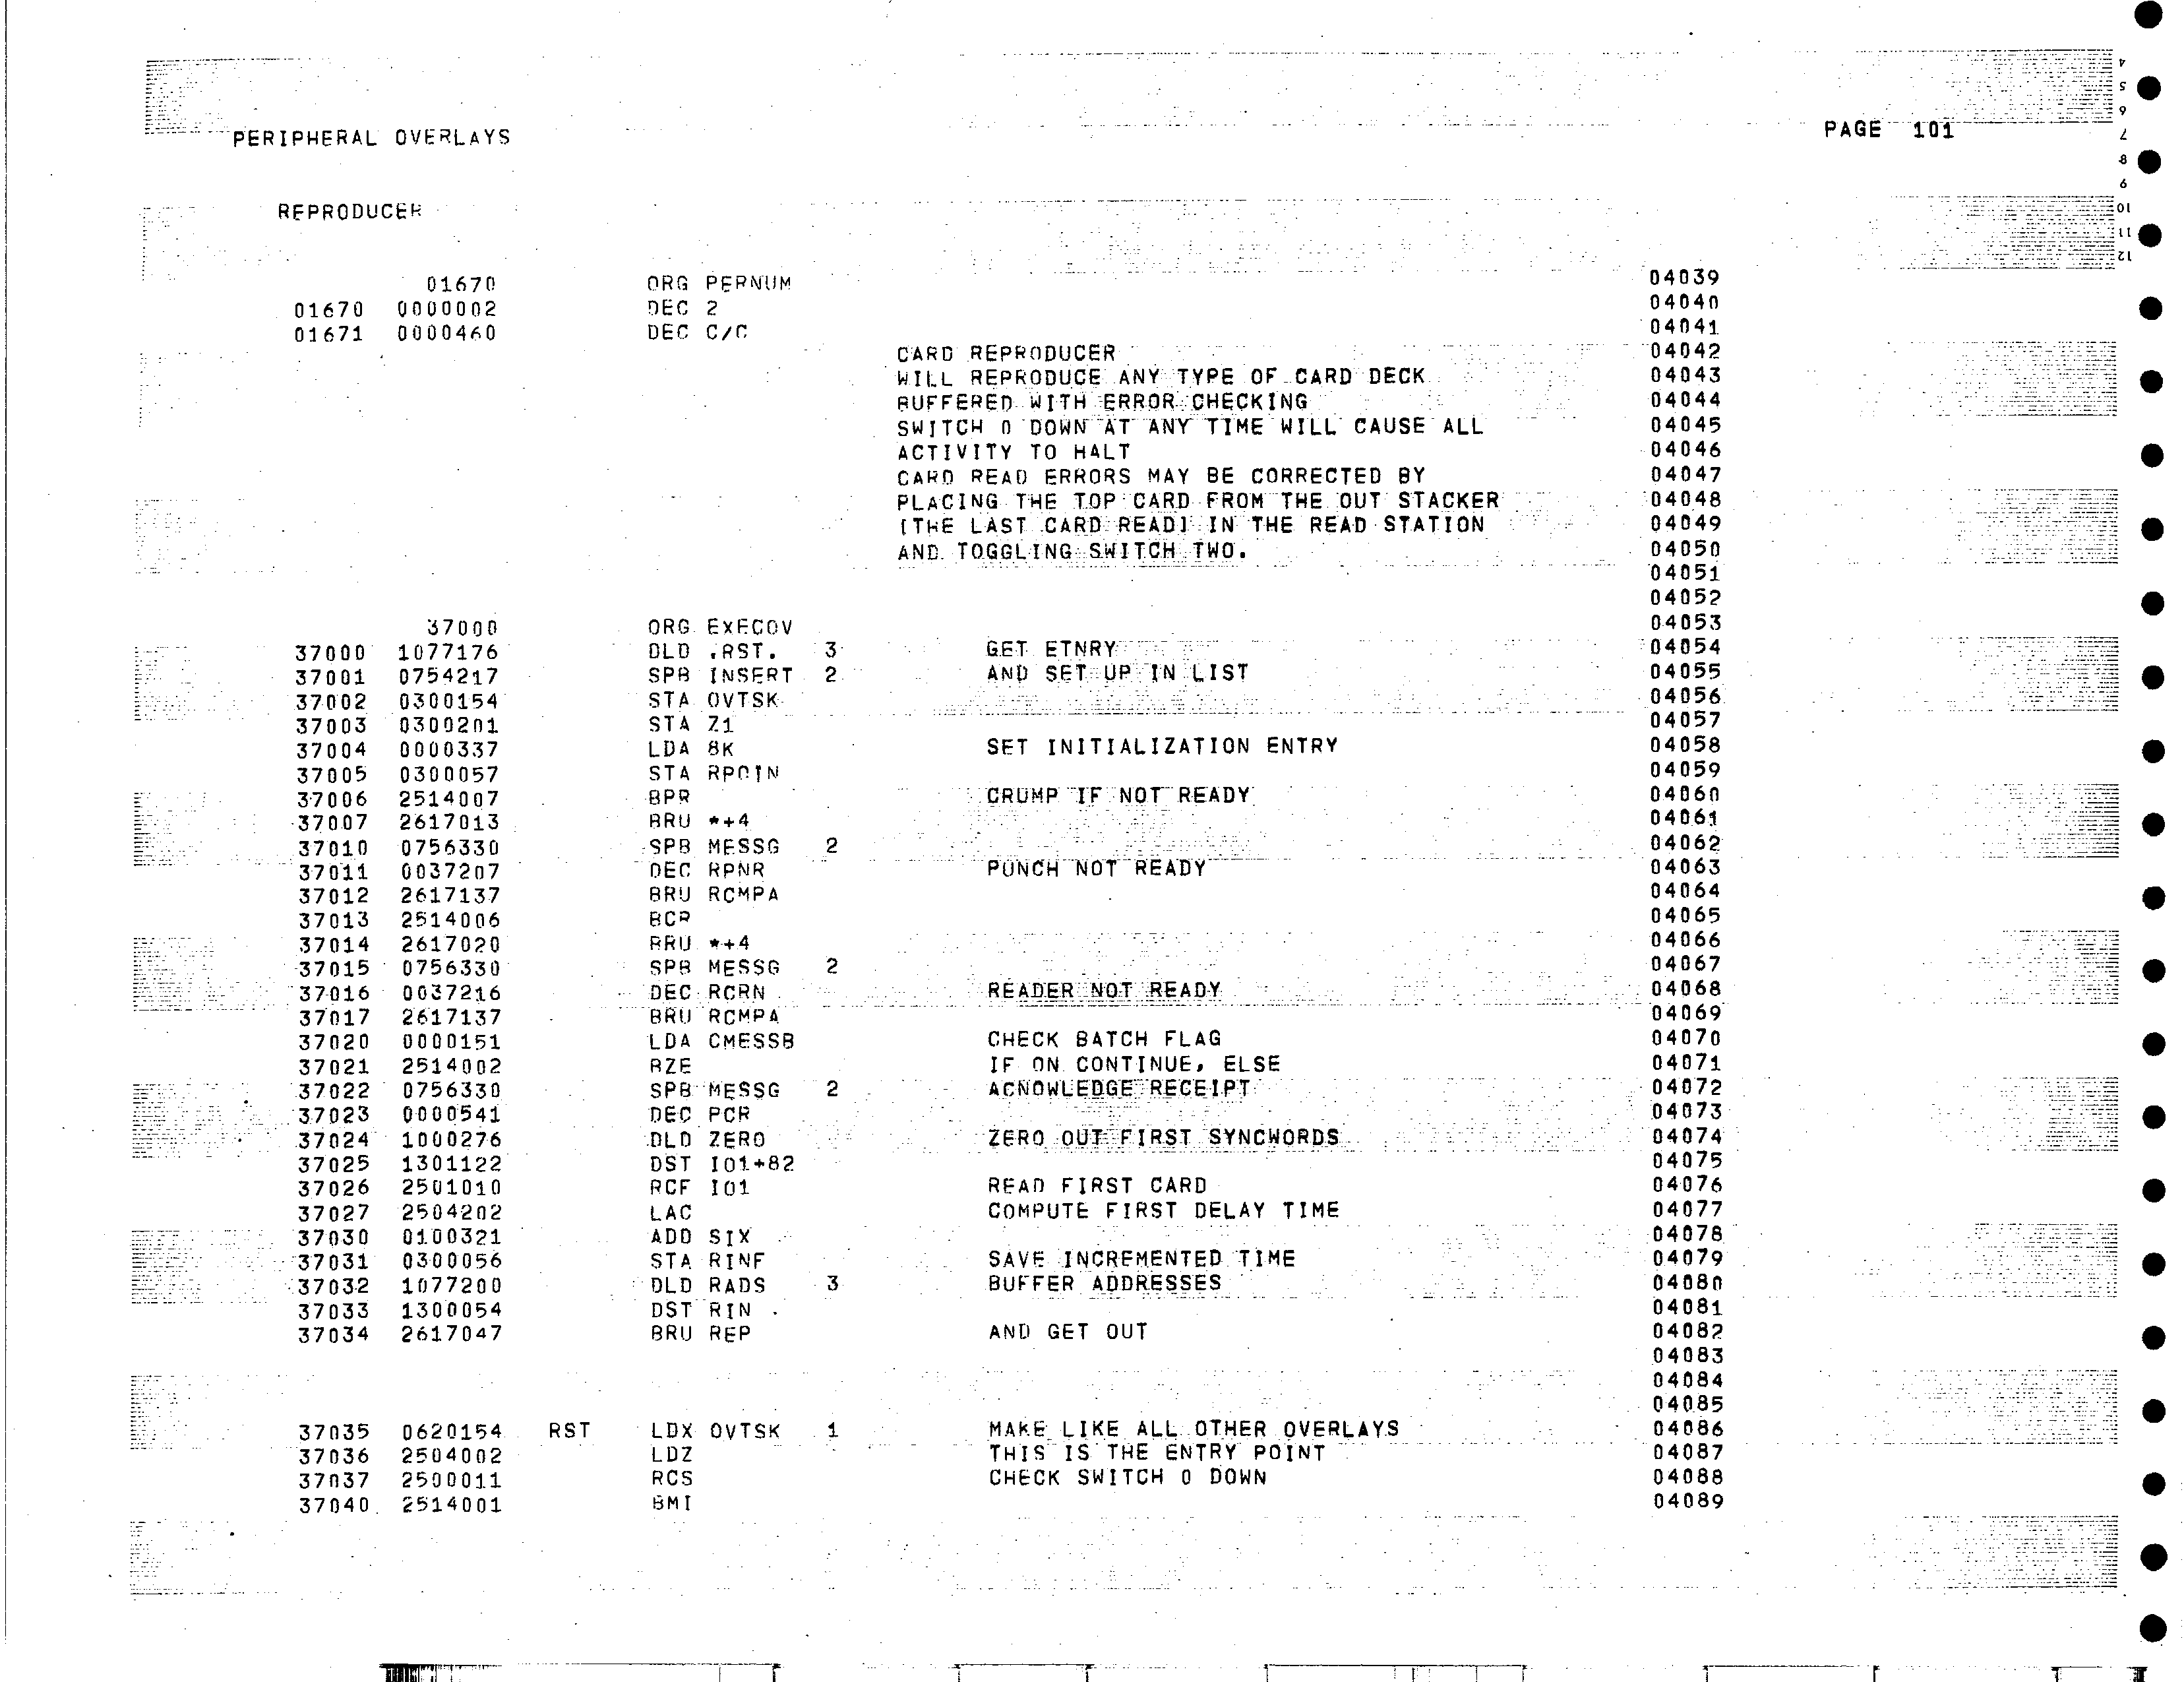 PERIPHERAL OVERLAYS PAGE 101
REPRODUCER
01670 ORG PERNUM 04039
01670 0000002 DEC 2 04040
01671 0000460 DEC C/C 04041
CARD REPRODUCER 04042
WILL REPRODUCE ANY TYPE OF CARD DECK 04043
BUFFERED WITH ERROR CHECKING 04044
SWITCH 0 DOWN AT ANY TIME WILL CAUSE ALL 04045
ACTIVITY TO HALT 04046
CARD READ ERRORS MAY BE CORRECTED BY 04047
PLACING THE TOP CARD FROM THE OUT STACKER 04048
[THE LAST CARD READ] IN THE READ STATION 04049
AND TOGGLING SWITCH TWO. 04050
04051
04052
37000 ORG EXECOV 04053
37000 1077176 DLD .RST. 3 GET ETNRY 04054
37001 0754217 SPB INSERT 2 AND SET UP IN LIST 04055
37002 0300154 STA OVTSK 04056
37003 0300201 STA Z1 04057
37004 0000337 LDA 8K SET INITIALIZATION ENTRY 04058
37005 0300057 STA RPOIN 04059
37006 2514007 BPR CRUMP IF NOT READY 04060
37007 2617013 BRU *+4 04061
37010 0756330 SPB MESSG 2 04062
37011 0037207 DEC RPNR PUNCH NOT READY 04063
37012 2617137 BRU RCMPA 04064
37013 2514006 BCR 04065
37014 2617020 BRU *+4 04066
37015 0756330 SPB MESSG 2 04067
37016 0037216 DEC RCRN READER NOT READY 04068
37017 2617137 BRU RCMPA 04069
37020 0000151 LDA CMESSB CHECK BATCH FLAG 04070
37021 2514002 BZE IF ON CONTINUE, ELSE 04071
37022 0756330 SPB MESSG 2 ACNOWLEDGE RECEIPT 04072
37023 0000541 DEC PCR 04073
37024 1000276 DLD ZERO ZERO OUT FIRST SYNCWORDS 04074
37025 1301122 DST IO1+82 04075
37026 2501010 RCF IO1 READ FIRST CARD 04076
37027 2504202 LAC COMPUTE FIRST DELAY TIME 04077
37030 0100321 ADD SIX 04078
37031 0300056 STA RINF SAVE INCREMENTED TIME 04079
37032 1077200 DLD RADS 3 BUFFER ADDRESSES 04080
37033 1300054 DST RIN 04081
37034 2617047 BRU REP AND GET OUT 04082
04083
04084
04085
37035 0620154 RST LDX OVTSK 1 MAKE LIKE ALL OTHER OVERLAYS 04086
37036 2504002 LDZ THIS IS THE ENTRY POINT 04087
37037 2500011 RCS CHECK SWITCH 0 DOWN 04088
37040 2514001 BMI 04089
4
5
6
7
8
9
10
11
12